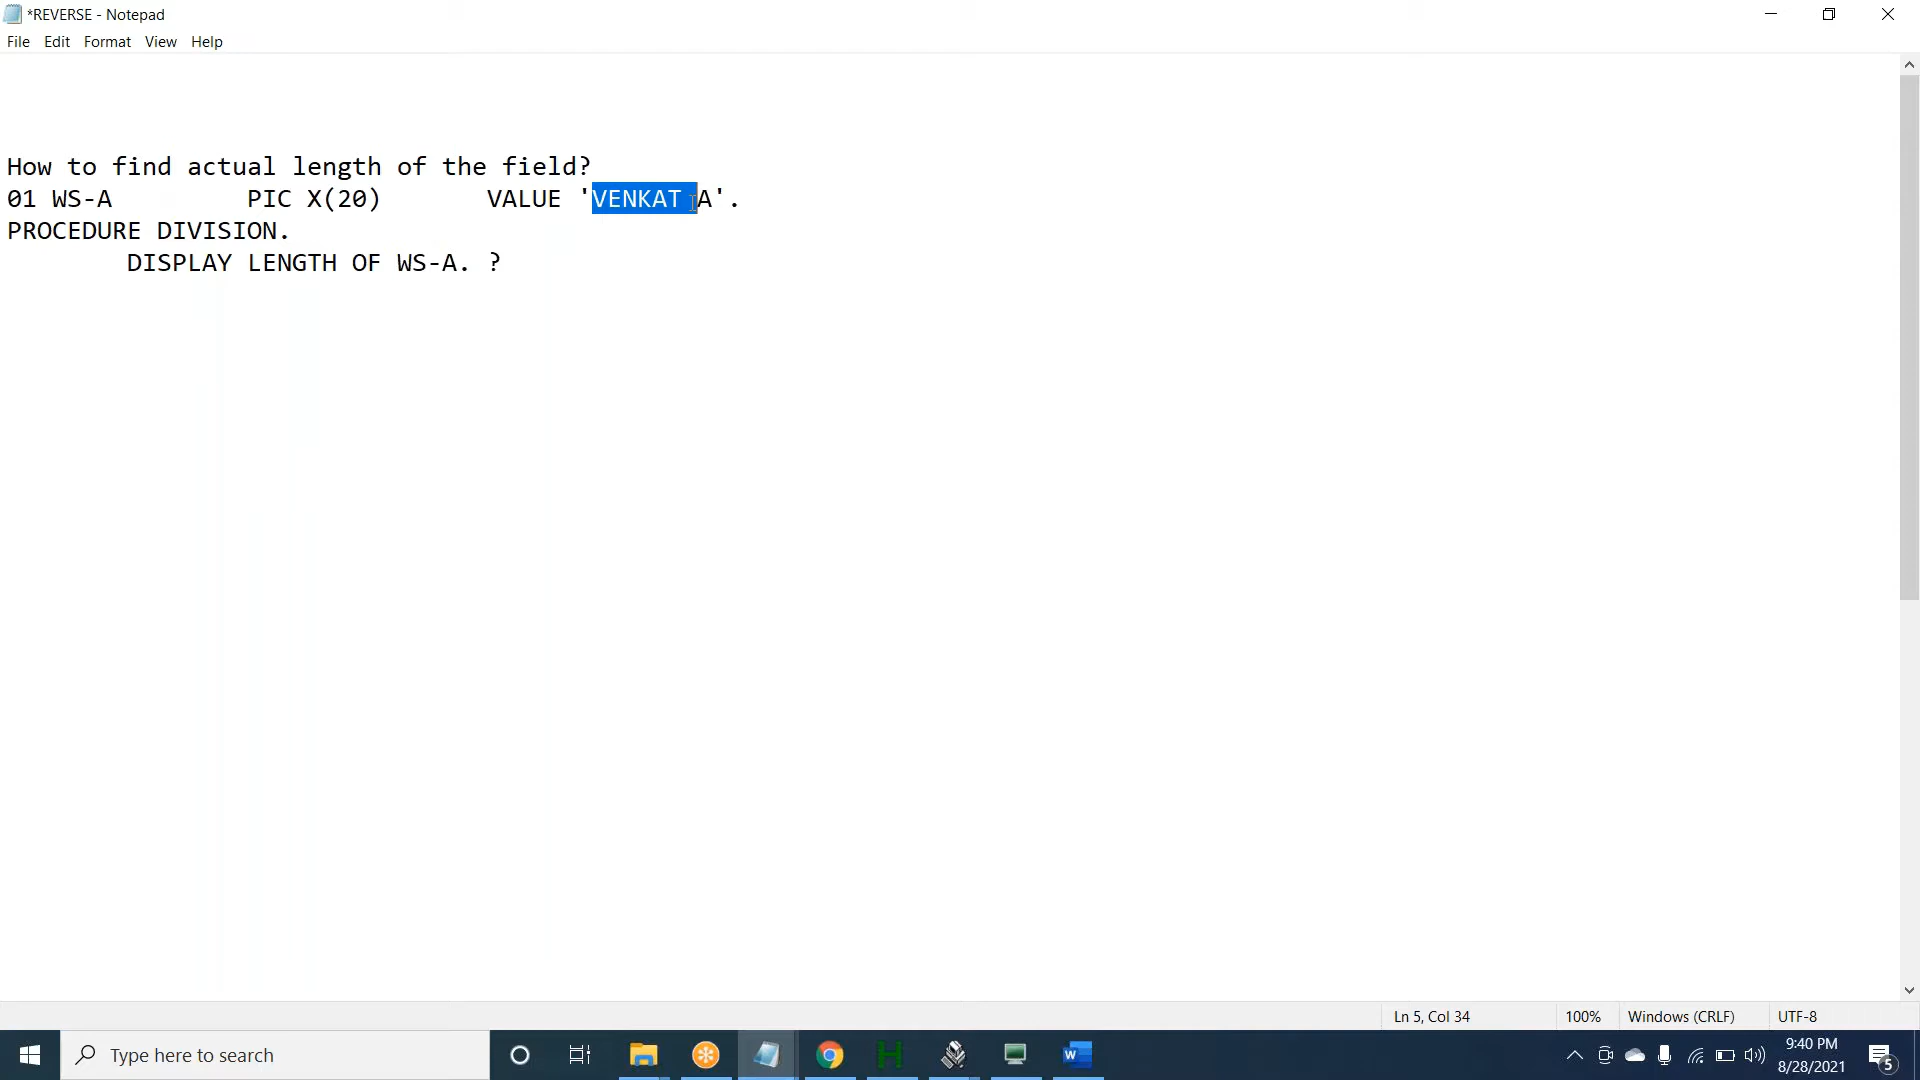 *REVERSE - Notepad
File Edit Format View Help
How to find actual length of the field?
01 WS-A PIC X(20) VALUE 'VENKAT A'.
PROCEDURE DIVISION.
DISPLAY LENGTH OF WS-A. ?
Ln 5, Col 34 100% Windows (CRLF) UTF-8
Type here to search
9:40 PM
8/28/2021
5